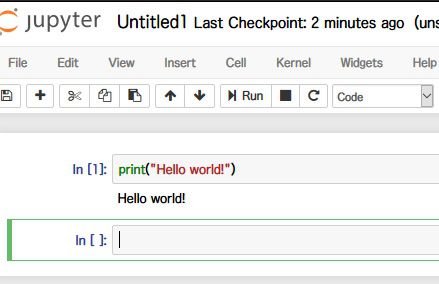 jupyter Untitled1 Last Checkpoint: 2 minutes ago (uns
File Edit View Insert Cell Kernel Widgets Help
Run Code
In [1]: print("Hello world!")
Hello world!
In [ ]: